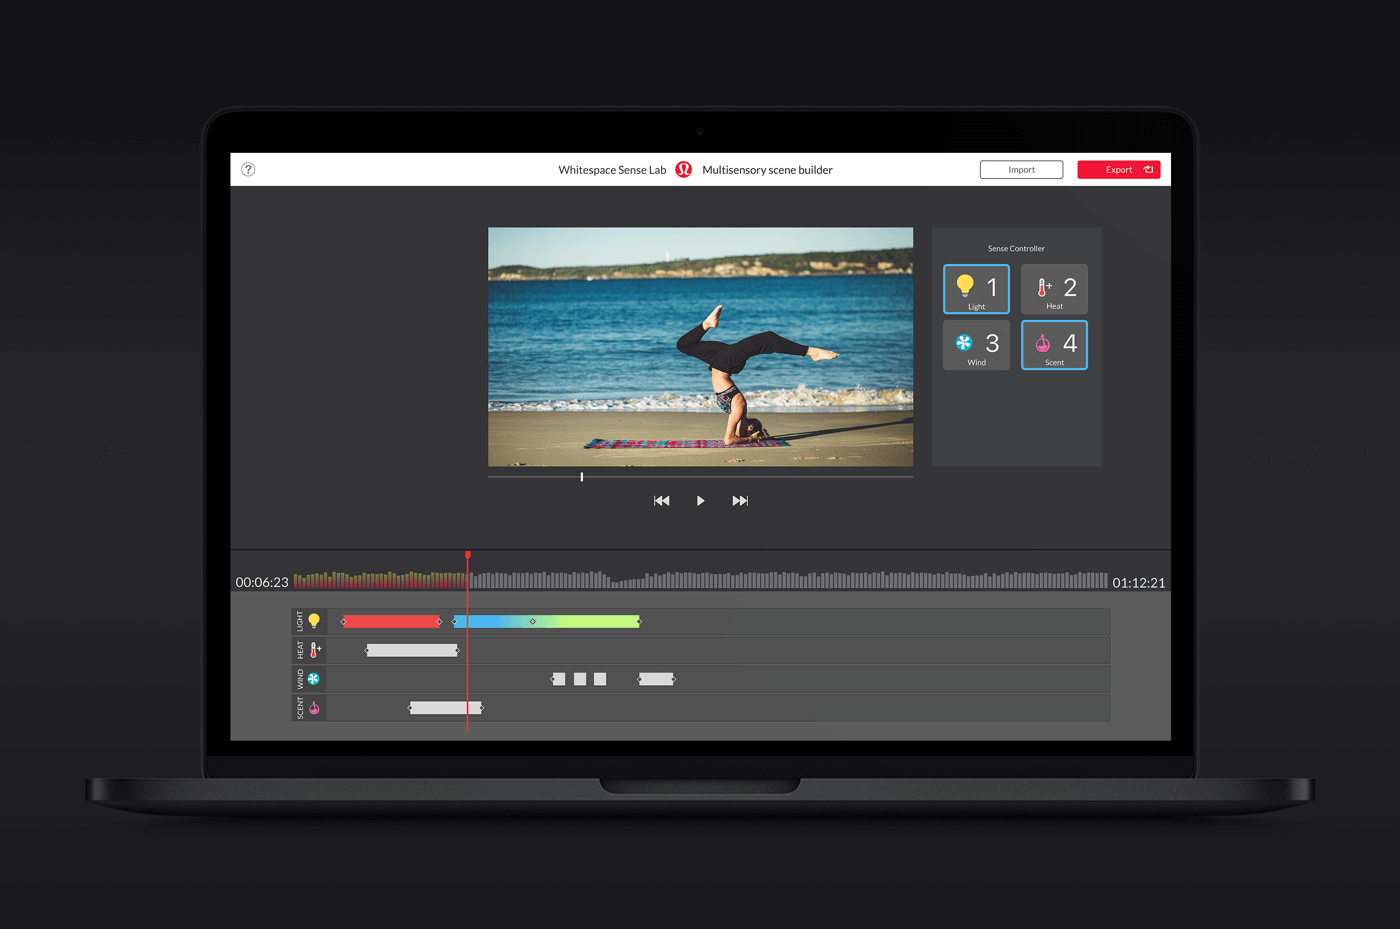 ?
Whitespace Sense Lab Multisensory scene builder
Import
Export
Sense Controller
1
Light
2
Heat
3
Wind
4
Scent
00:06:23
01:12:21
LIGHT
HEAT
WIND
SCENT